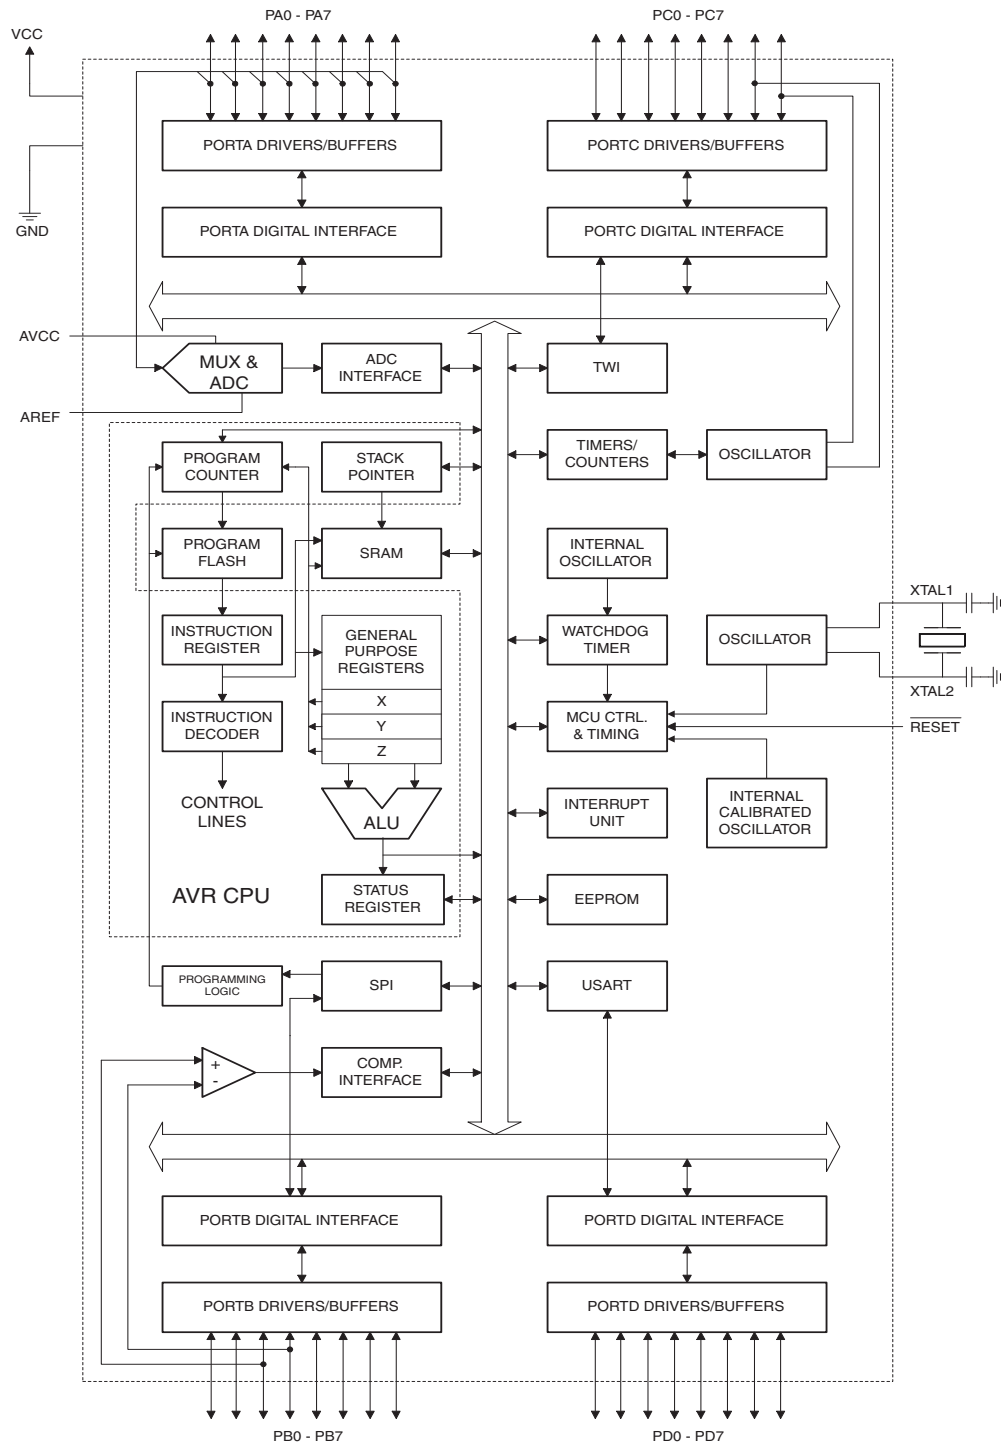 PA0 - PA7
PC0 - PC7
VCC
PORTA DRIVERS/BUFFERS
PORTC DRIVERS/BUFFERS
GND
PORTA DIGITAL INTERFACE
PORTC DIGITAL INTERFACE
AVCC
MUX &
ADC
ADC
INTERFACE
TWI
AREF
PROGRAM
COUNTER
STACK
POINTER
TIMERS/
COUNTERS
OSCILLATOR
PROGRAM
FLASH
SRAM
INTERNAL
OSCILLATOR
XTAL1
INSTRUCTION
REGISTER
GENERAL
PURPOSE
REGISTERS
WATCHDOG
TIMER
OSCILLATOR
XTAL2
X
Y
Z
INSTRUCTION
DECODER
MCU CTRL.
& TIMING
RESET
CONTROL
LINES
ALU
INTERRUPT
UNIT
INTERNAL
CALIBRATED
OSCILLATOR
AVR CPU
STATUS
REGISTER
EEPROM
PROGRAMMING
LOGIC
SPI
USART
+
-
COMP.
INTERFACE
PORTB DIGITAL INTERFACE
PORTD DIGITAL INTERFACE
PORTB DRIVERS/BUFFERS
PORTD DRIVERS/BUFFERS
PB0 - PB7
PD0 - PD7